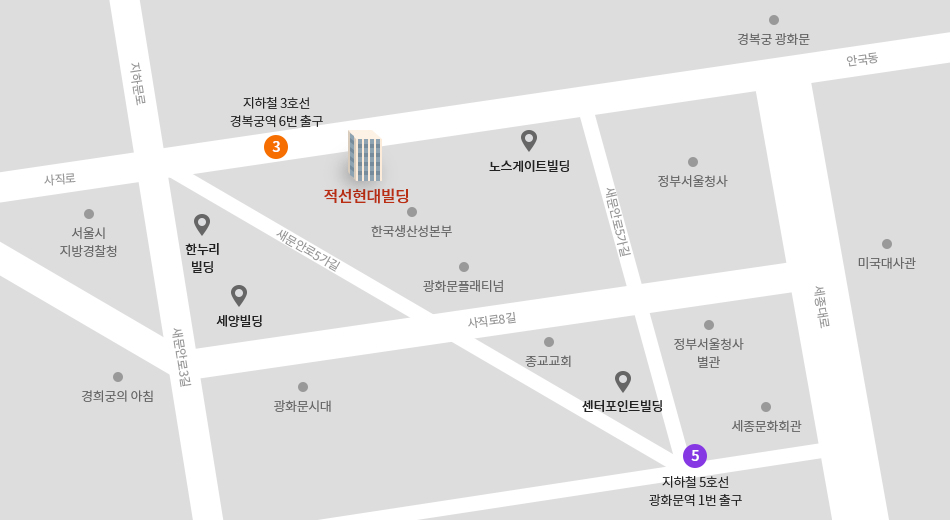 경복궁 광화문
안국동
지하문로
지하철 3호선
경복궁역 6번 출구
3
노스게이트빌딩
정부서울청사
사직로
적선현대빌딩
새문안로5가길
한국생산성본부
서울시
지방경찰청
한누리
빌딩
새문안로5가길
미국대사관
광화문플래티넘
세양빌딩
사직로8길
세종대로
정부서울청사
별관
종교교회
새문안로3길
경희궁의 아침
광화문시대
센터포인트빌딩
세종문화회관
5
지하철 5호선
광화문역 1번 출구